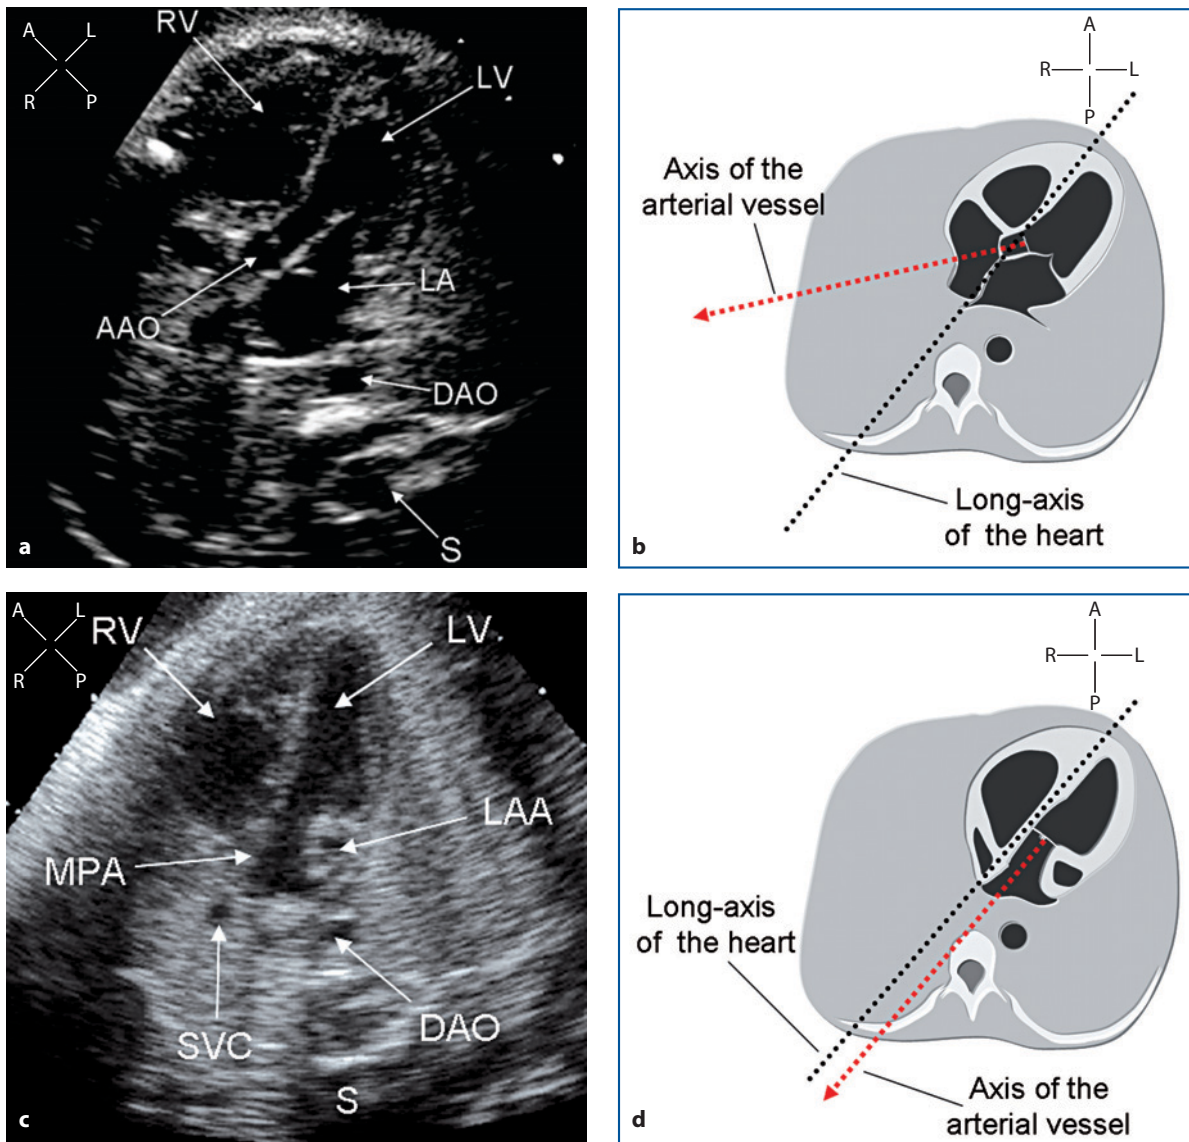 A L
R P
RV
LV
AAO
LA
DAO
S
a
A
R L
P
Axis of the
arterial vessel
Long-axis
of the heart
b
A L
R P
RV
LV
MPA
LAA
SVC
DAO
S
c
A
R L
P
Long-axis
of the heart
Axis of the
arterial vessel
d